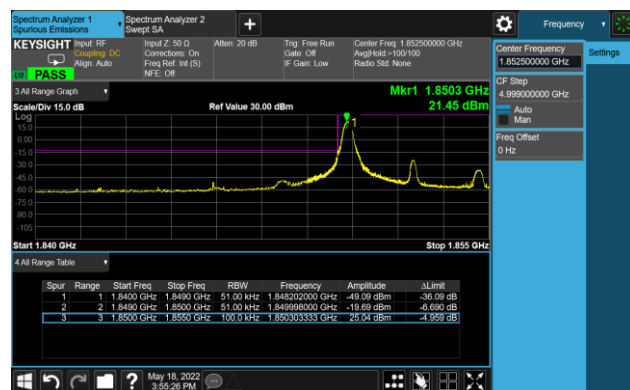 Spectrum Analyzer 1
Spurious Emissions
Spectrum Analyzer 2
Swept SA
+
Frequency
KEYSIGHT
Input: RF
Coupling: DC
Align: Auto
Input Z: 50 Ω
Corrections: On
Freq Ref: Int (S)
NFE: Off
Atten: 20 dB
Trig: Free Run
Gate: Off
IF Gain: Low
Center Freq: 1.852500000 GHz
Avg|Hold:>100/100
Radio Std: None
PASS
Center Frequency
1.852500000 GHz
Settings
CF Step
4.999000000 GHz
Auto
Man
Freq Offset
0 Hz
3 All Range Graph
Mkr1 1.8503 GHz
Scale/Div 15.0 dB
Ref Value 30.00 dBm
21.45 dBm
Log
1
15.0
0.00
-15.0
-30.0
-45.0
-60.0
-75.0
-90.0
-105
Start 1.840 GHz
Stop 1.855 GHz
4 All Range Table
Spur Range Start Freq Stop Freq RBW Frequency Amplitude ΔLimit
1 1 1.8400 GHz 1.8490 GHz 51.00 kHz 1.848202000 GHz -49.09 dBm -36.09 dB
2 2 1.8490 GHz 1.8500 GHz 51.00 kHz 1.849998000 GHz -19.69 dBm -6.690 dB
3 3 1.8500 GHz 1.8550 GHz 100.0 kHz 1.850303333 GHz 25.04 dBm -4.959 dB
?
May 18, 2022
3:55:26 PM